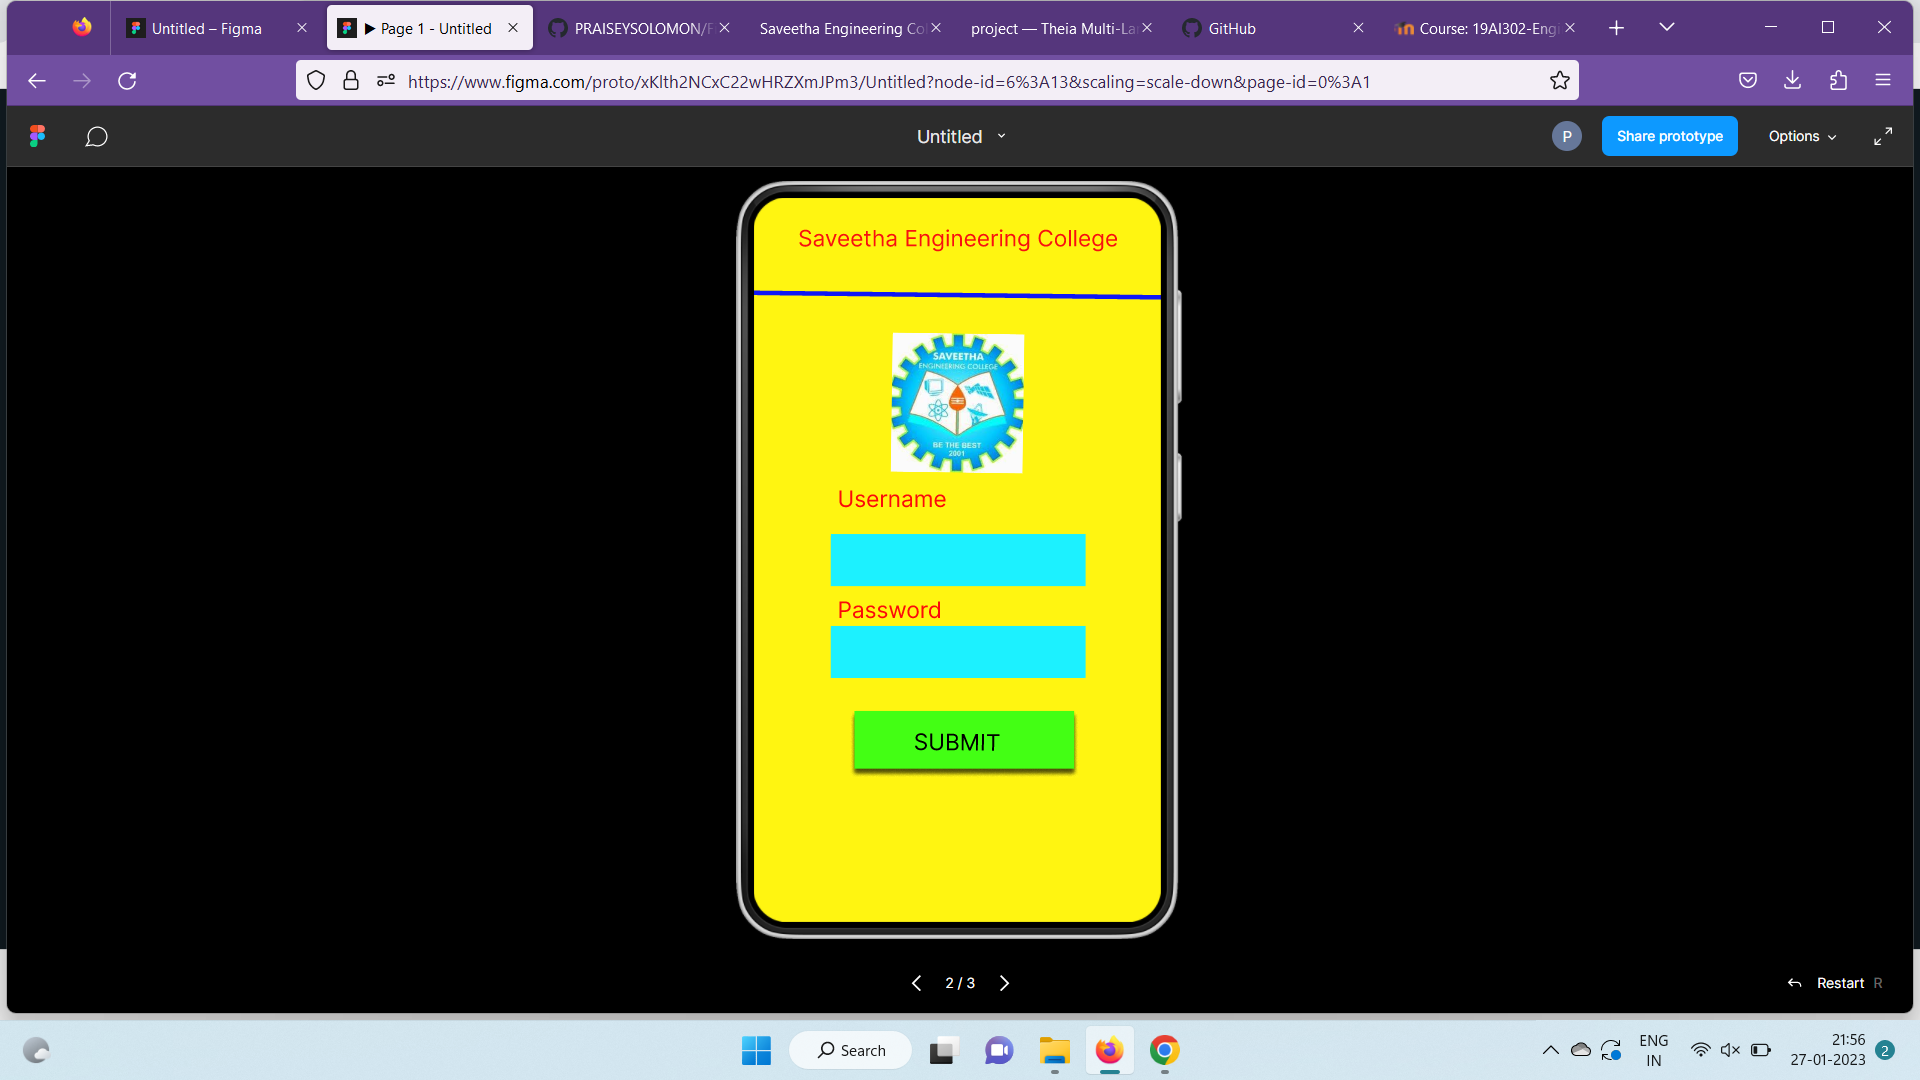 Untitled – Figma
▶ Page 1 - Untitled
PRAISEYSOLOMON/
Saveetha Engineering Co
project — Theia Multi-La
GitHub
Course: 19AI302-Engi
https://www.figma.com/proto/xKlth2NCxC22wHRZXmJPm3/Untitled?node-id=6%3A13&scaling=scale-down&page-id=0%3A1
Untitled
P
Share prototype
Options
Saveetha Engineering College
SAVEETHA
ENGINEERING COLLEGE
BE THE BEST
2001
Username
Password
SUBMIT
2 / 3
Restart R
Search
ENG
IN
21:56
27-01-2023
2